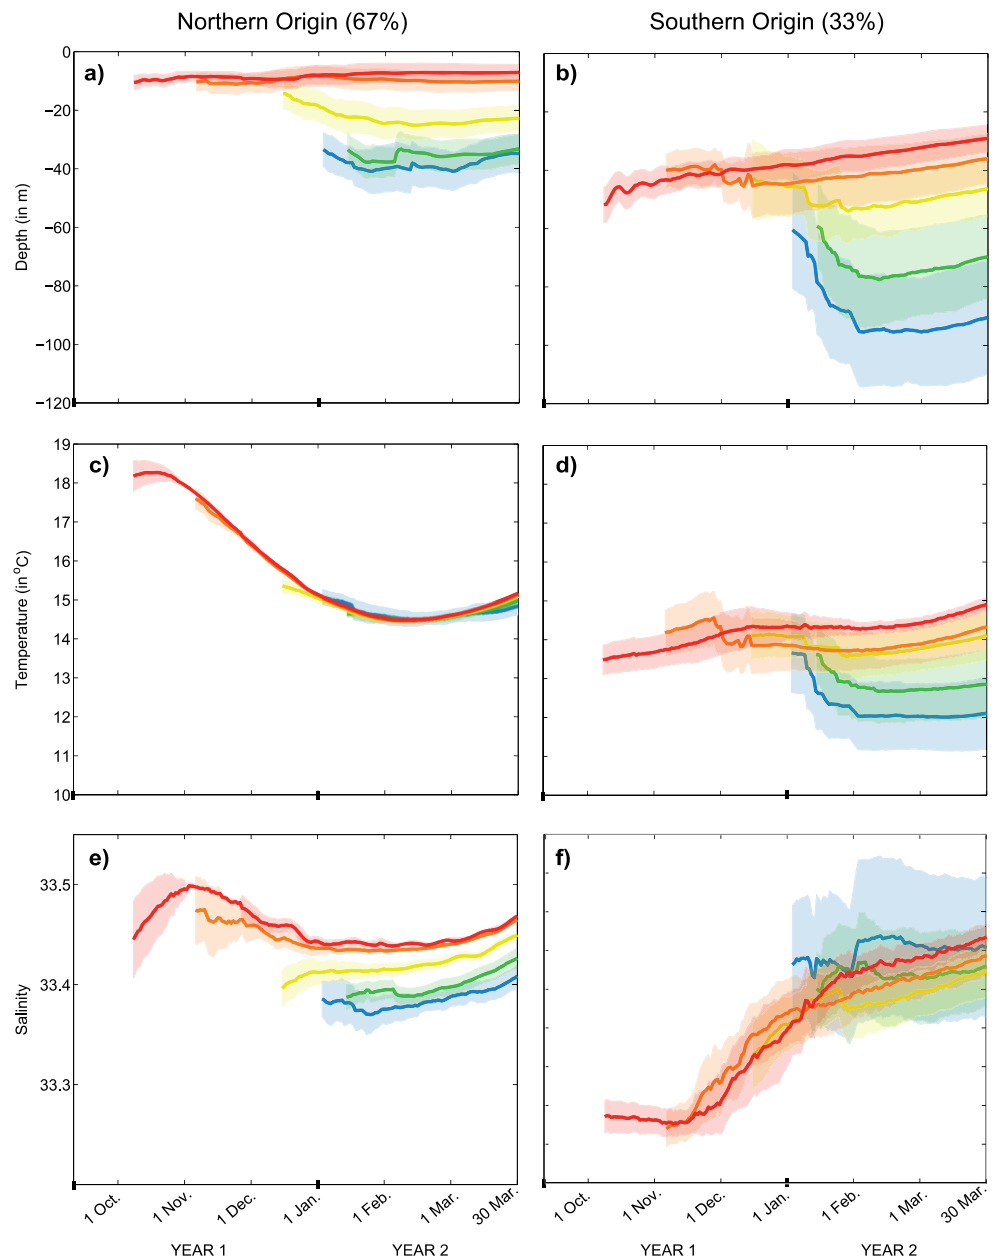 Northern Origin (67%)
Southern Origin (33%)
a)
b)
0
−20
−40
−60
−80
−100
−120
Depth (in m)
c)
d)
19
18
17
16
15
14
13
12
11
10
Temperature (in °C)
e)
f)
33.5
33.4
33.3
Salinity
1 Oct.
1 Nov.
1 Dec.
1 Jan.
1 Feb.
1 Mar.
30 Mar.
1 Oct.
1 Nov.
1 Dec.
1 Jan.
1 Feb.
1 Mar.
30 Mar.
YEAR 1
YEAR 2
YEAR 1
YEAR 2